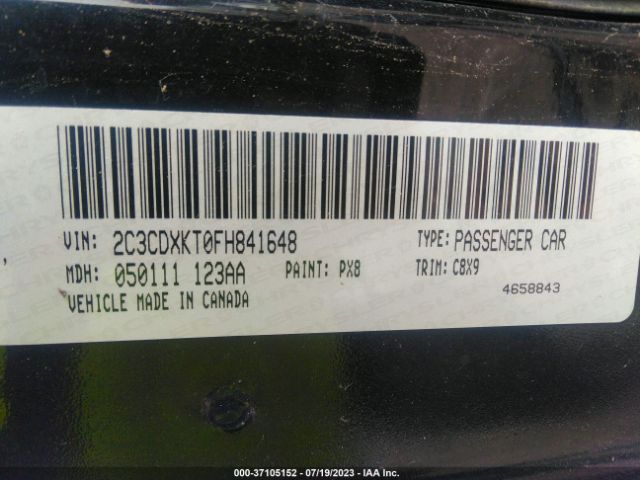 VIN: 2C3CDXKT0FH841648 TYPE: PASSENGER CAR
MDH: 050111 123AA PAINT: PX8 TRIM: C8X9
VEHICLE MADE IN CANADA 4658843
000-37105152 - 07/19/2023 - IAA Inc.